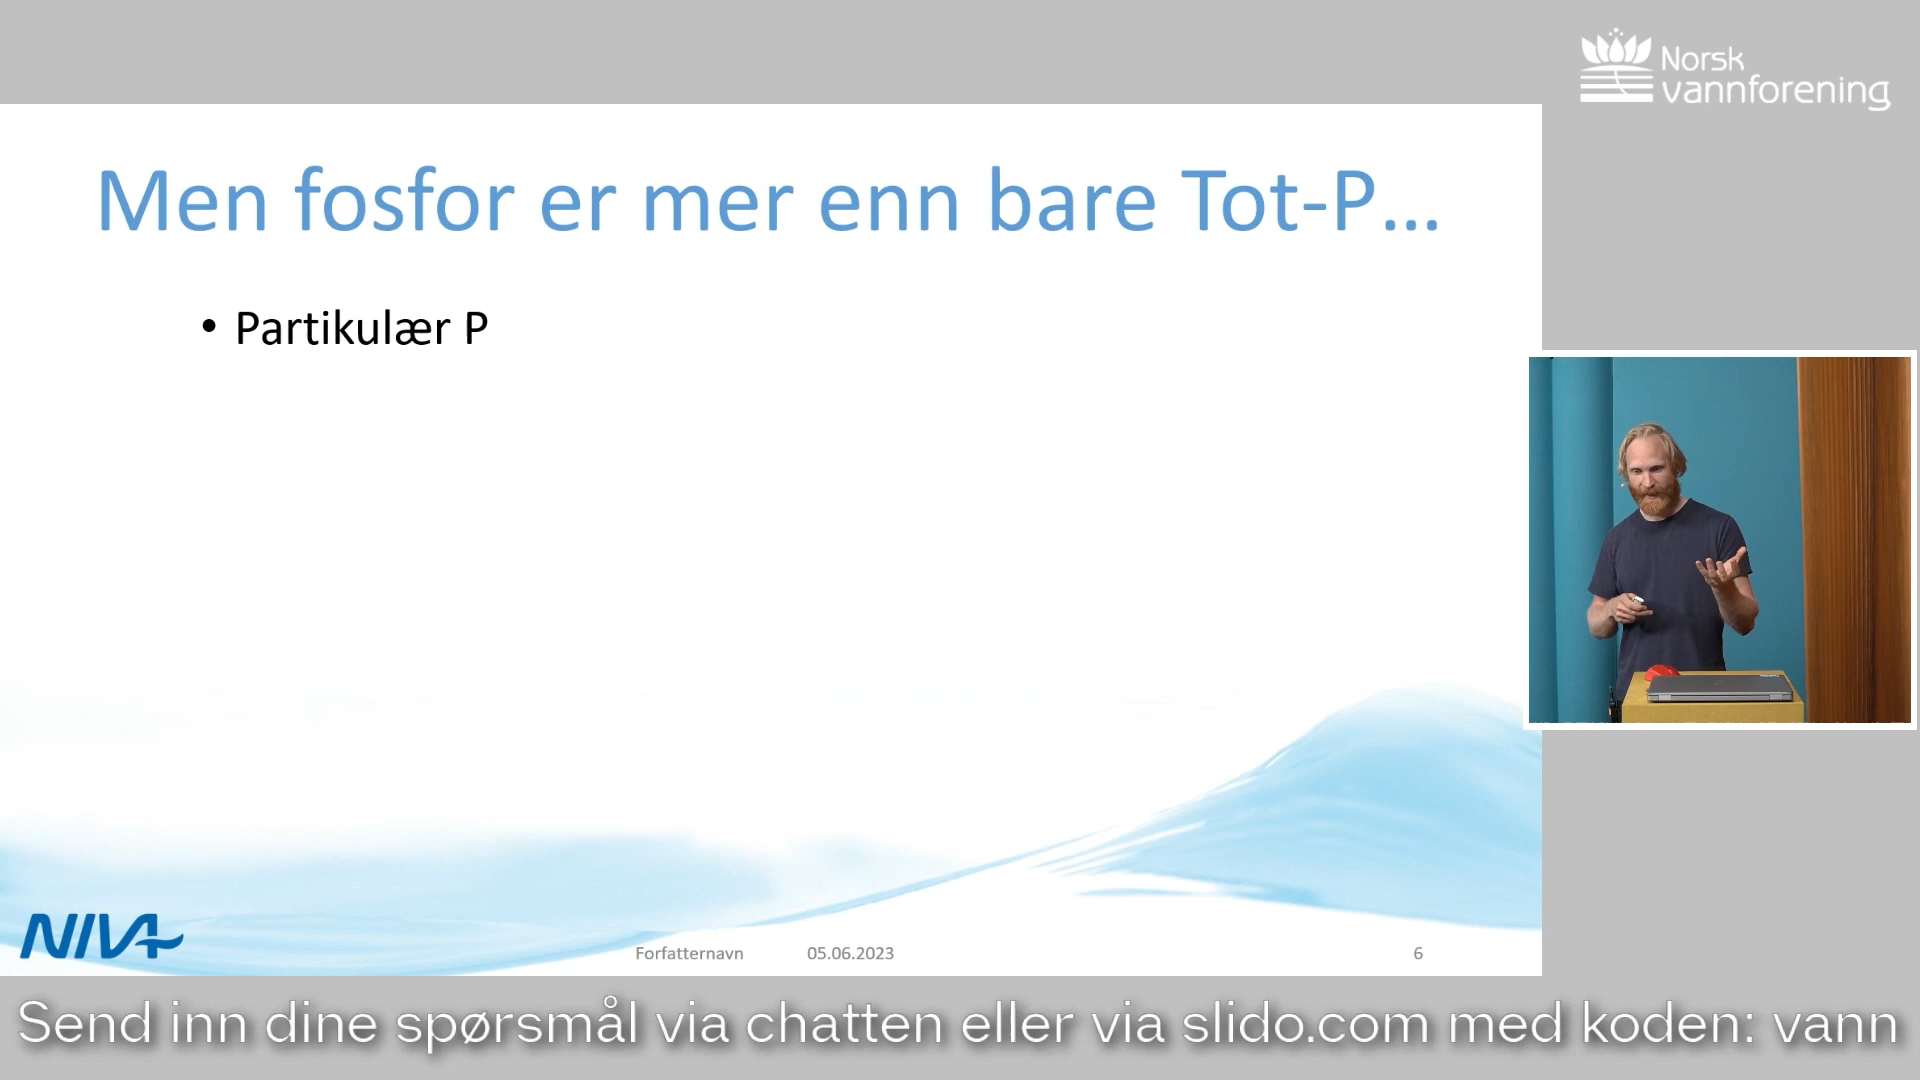 Norsk
vannforening
Men fosfor er mer enn bare Tot-P...
• Partikulær P
NIVA
Forfatternavn 05.06.2023 6
Send inn dine spørsmål via chatten eller via slido.com med koden: vann